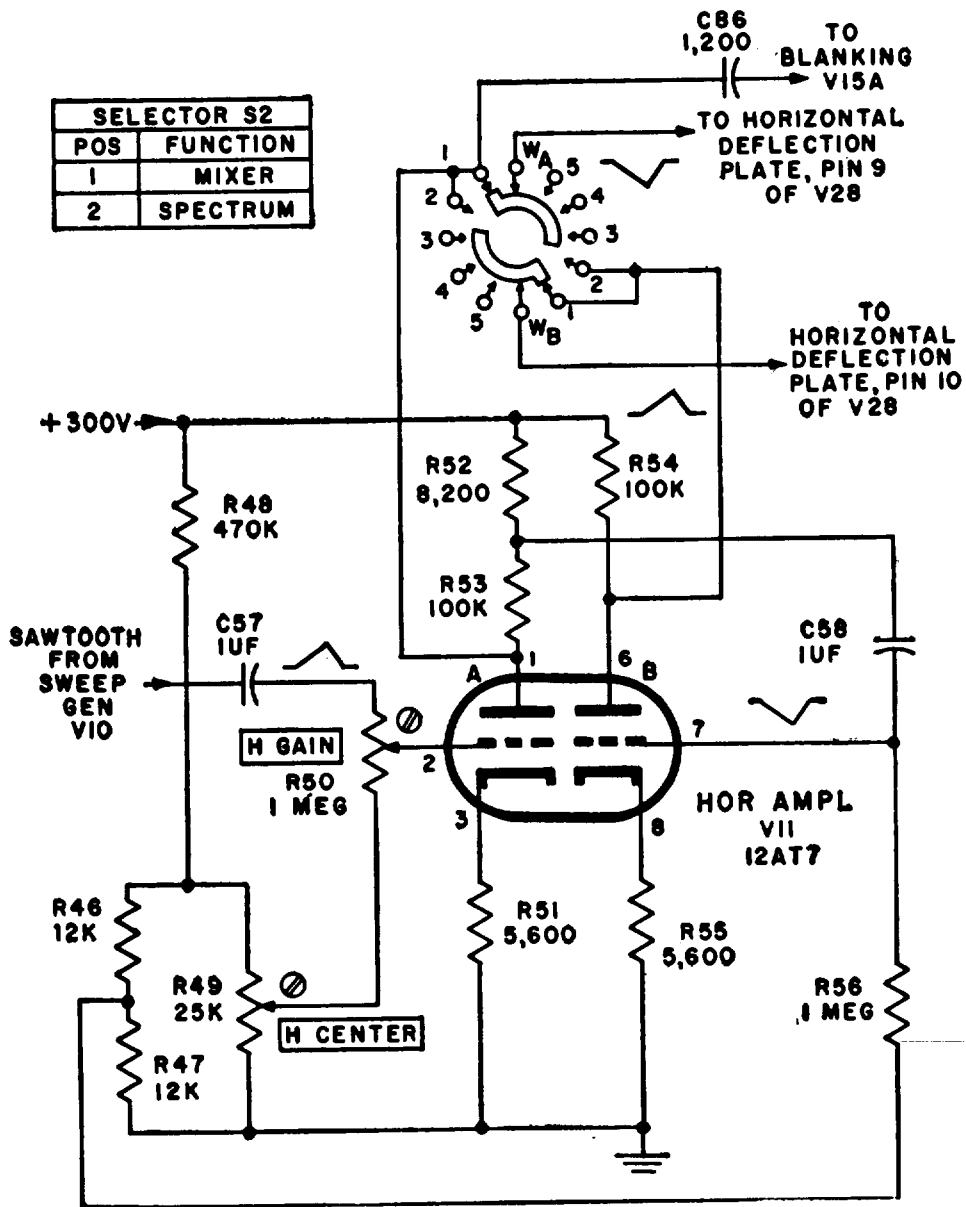 C86
1,200
TO
BLANKING
V15A
SELECTOR S2
POS FUNCTION
1 MIXER
2 SPECTRUM
TO HORIZONTAL
DEFLECTION
PLATE, PIN 9
OF V28
1
WA
5
2
4
3
3
4
2
5
WB
1
TO
HORIZONTAL
DEFLECTION
PLATE, PIN 10
OF V28
+300V
R52
8,200
R54
100K
R48
470K
R53
100K
SAWTOOTH
FROM
SWEEP
GEN
V10
C57
1UF
C58
1UF
A
1
6
B
H GAIN
R50
1 MEG
2
7
3
8
HOR AMPL
V11
12AT7
R46
12K
R51
5,600
R55
5,600
R49
25K
H CENTER
R56
1 MEG
R47
12K